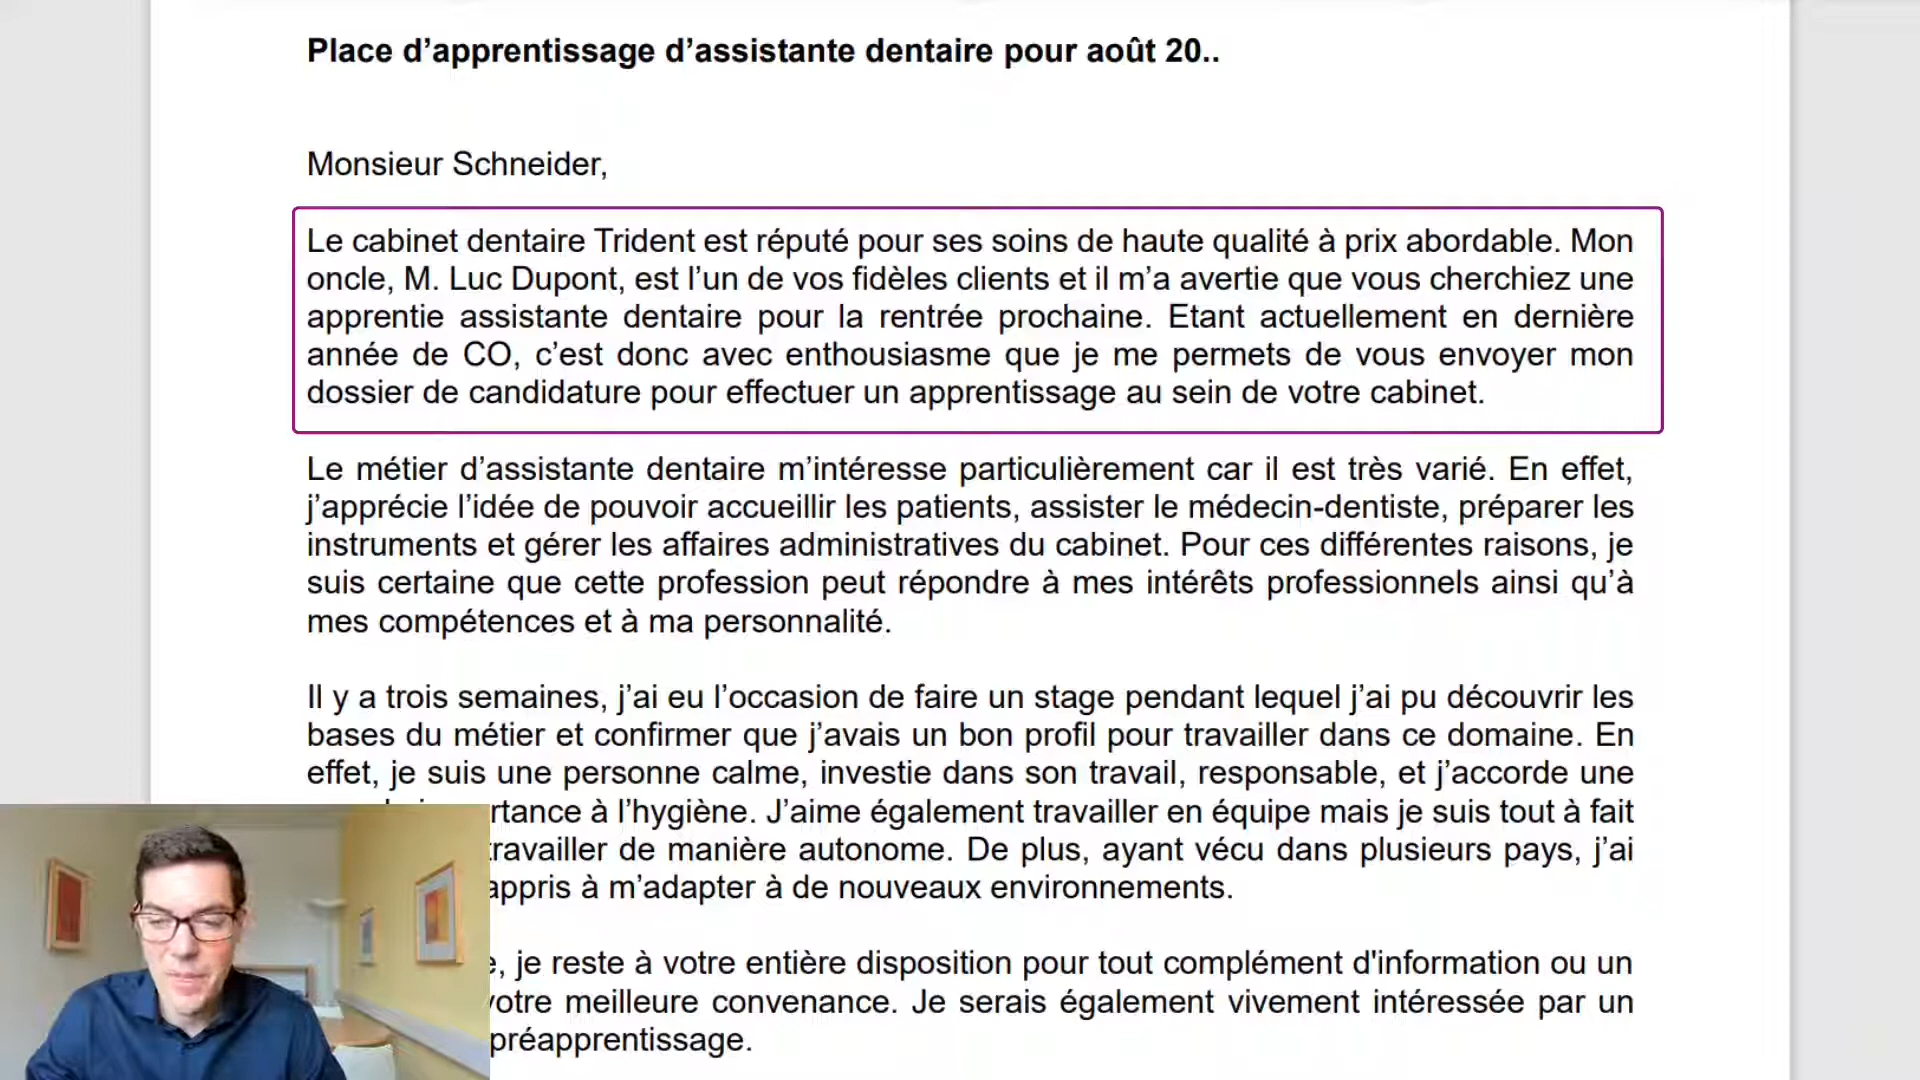 Place d’apprentissage d’assistante dentaire pour août 20..
Monsieur Schneider,
Le cabinet dentaire Trident est réputé pour ses soins de haute qualité à prix abordable. Mon
oncle, M. Luc Dupont, est l’un de vos fidèles clients et il m’a avertie que vous cherchiez une
apprentie assistante dentaire pour la rentrée prochaine. Etant actuellement en dernière
année de CO, c’est donc avec enthousiasme que je me permets de vous envoyer mon
dossier de candidature pour effectuer un apprentissage au sein de votre cabinet.
Le métier d’assistante dentaire m’intéresse particulièrement car il est très varié. En effet,
j’apprécie l’idée de pouvoir accueillir les patients, assister le médecin-dentiste, préparer les
instruments et gérer les affaires administratives du cabinet. Pour ces différentes raisons, je
suis certaine que cette profession peut répondre à mes intérêts professionnels ainsi qu’à
mes compétences et à ma personnalité.
Il y a trois semaines, j’ai eu l’occasion de faire un stage pendant lequel j’ai pu découvrir les
bases du métier et confirmer que j’avais un bon profil pour travailler dans ce domaine. En
effet, je suis une personne calme, investie dans son travail, responsable, et j’accorde une
rtance à l’hygiène. J’aime également travailler en équipe mais je suis tout à fait
travailler de manière autonome. De plus, ayant vécu dans plusieurs pays, j’ai
appris à m’adapter à de nouveaux environnements.
e, je reste à votre entière disposition pour tout complément d'information ou un
votre meilleure convenance. Je serais également vivement intéressée par un
préapprentissage.